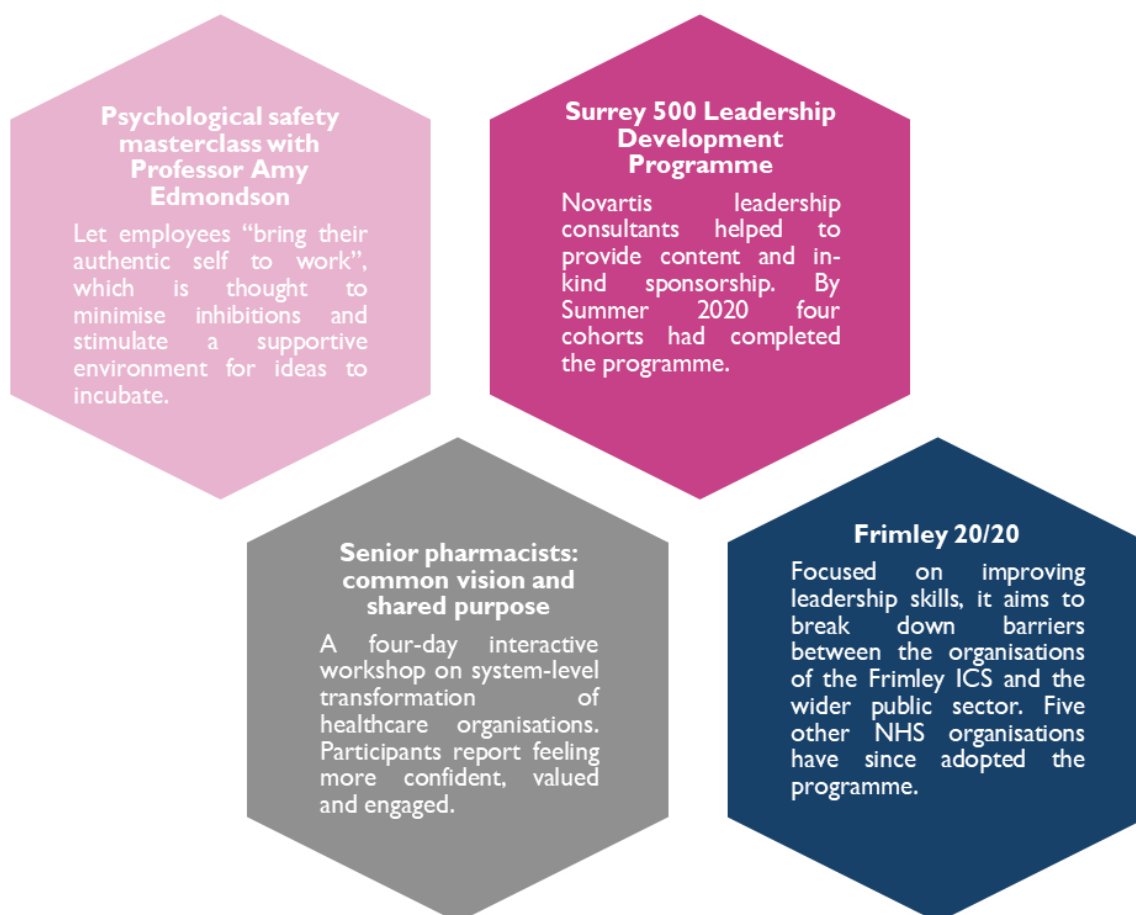 Psychological safety
masterclass with
Professor Amy
Edmondson
Let employees “bring their
authentic self to work”,
which is thought to
minimise inhibitions and
stimulate a supportive
environment for ideas to
incubate.
Surrey 500 Leadership
Development
Programme
Novartis leadership
consultants helped to
provide content and in-
kind sponsorship. By
Summer 2020 four
cohorts had completed
the programme.
Senior pharmacists:
common vision and
shared purpose
A four-day interactive
workshop on system-level
transformation of
healthcare organisations.
Participants report feeling
more confident, valued
and engaged.
Frimley 20/20
Focused on improving
leadership skills, it aims to
break down barriers
between the organisations
of the Frimley ICS and the
wider public sector. Five
other NHS organisations
have since adopted the
programme.